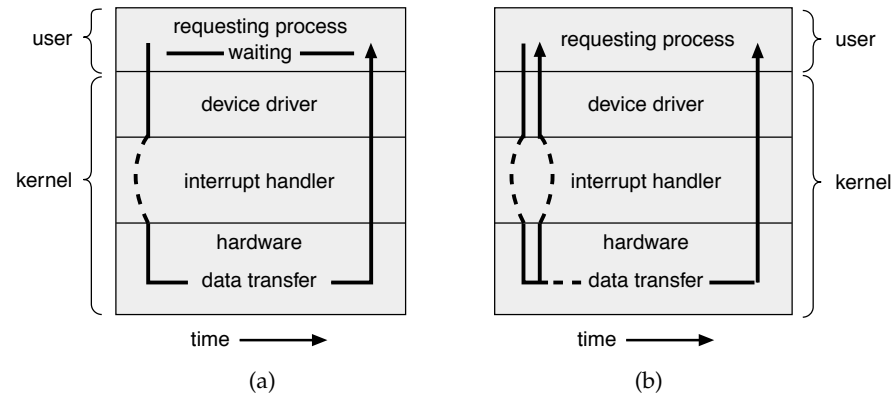 user
requesting process
waiting
device driver
kernel
interrupt handler
hardware
data transfer
time
(a)
requesting process
user
device driver
interrupt handler
kernel
hardware
data transfer
time
(b)